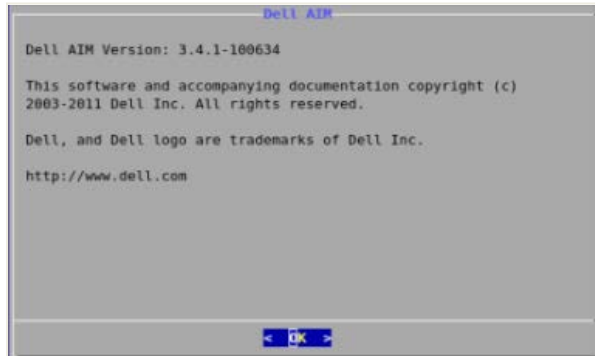 Dell AIM
Dell AIM Version: 3.4.1-100634
This software and accompanying documentation copyright (c)
2003-2011 Dell Inc. All rights reserved.
Dell, and Dell logo are trademarks of Dell Inc.
http://www.dell.com
< OK >